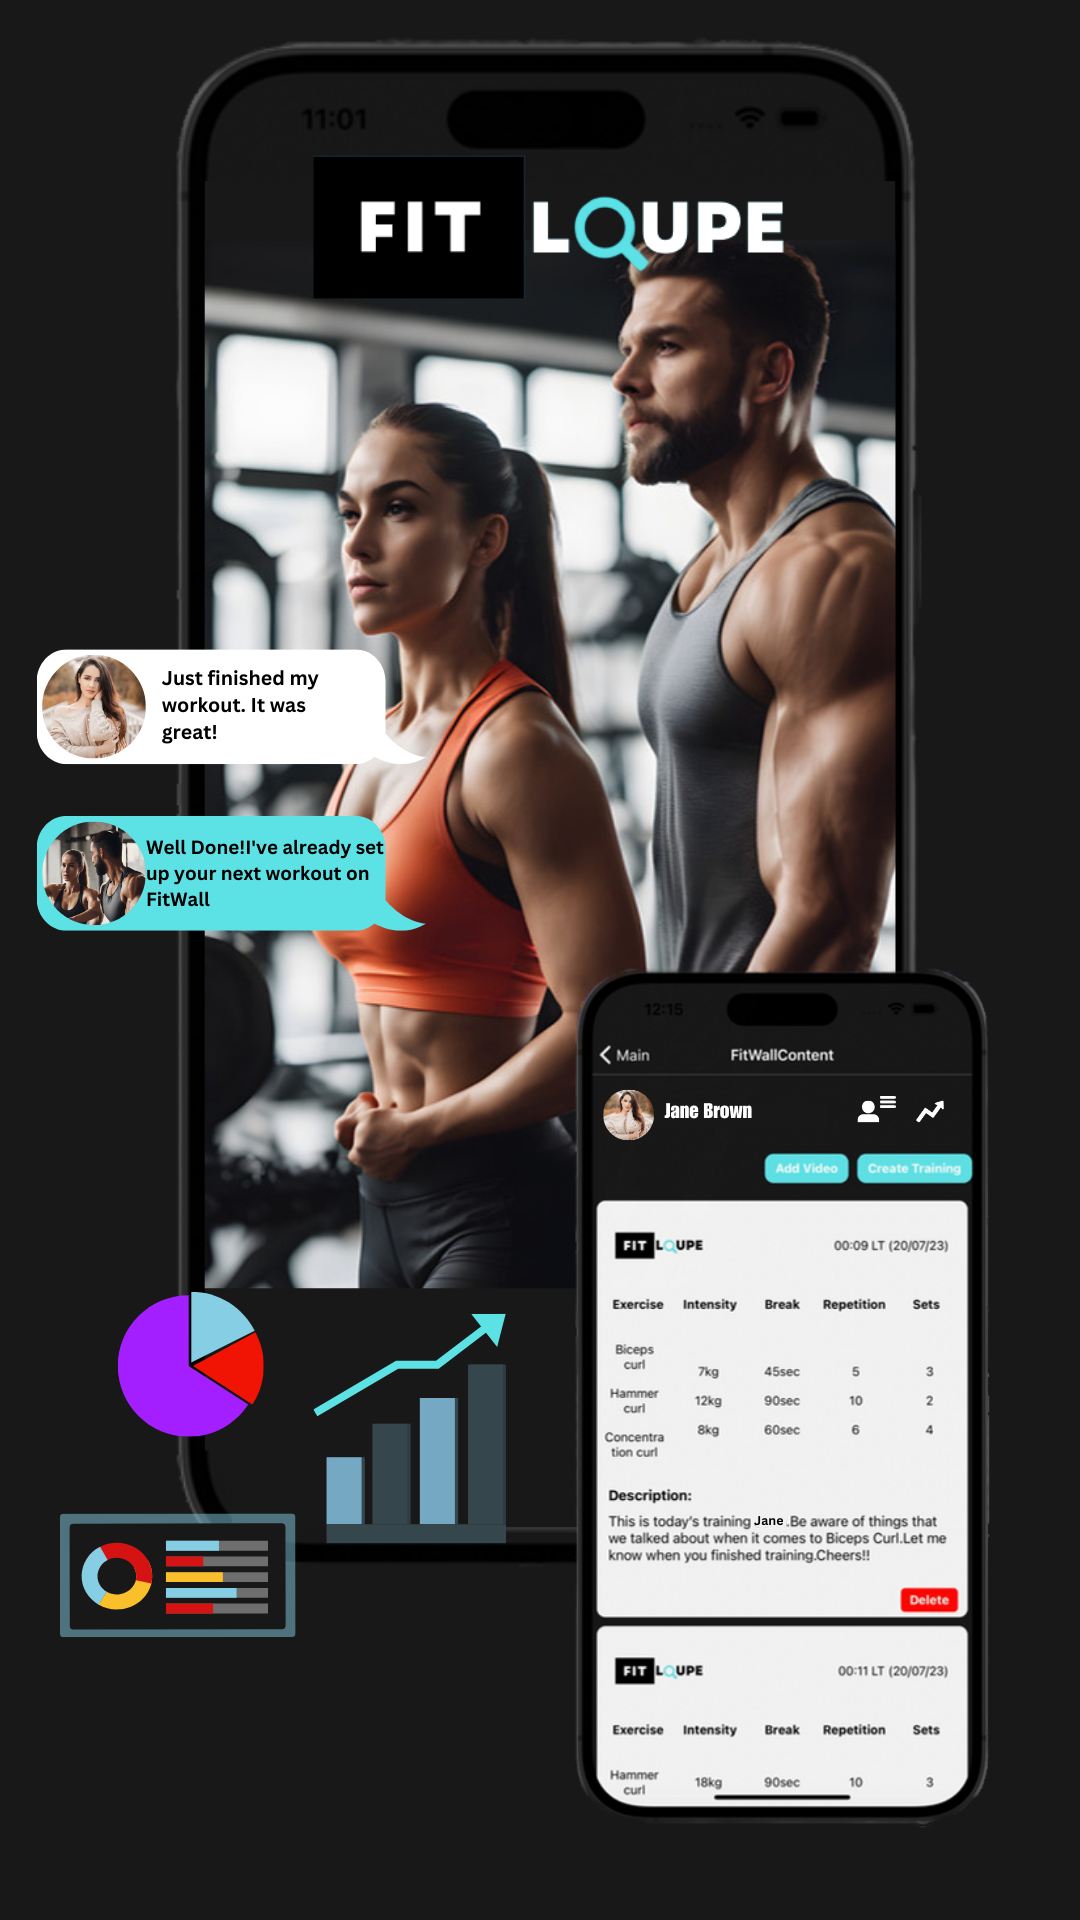 11:01
FIT LOUPE
Just finished my
workout. It was
great!
Well Done!I've already set
up your next workout on
FitWall
12:15
Main FitWallContent
Jane Brown
Add Video Create Training
FIT LOUPE 00:09 LT (20/07/23)
Exercise Intensity Break Repetition Sets
Biceps
curl 7kg 45sec 5 3
Hammer
curl 12kg 90sec 10 2
Concentra
tion curl 8kg 60sec 6 4
Description:
This is today's training Jane .Be aware of things that
we talked about when it comes to Biceps Curl.Let me
know when you finished training.Cheers!!
Delete
FIT LOUPE 00:11 LT (20/07/23)
Exercise Intensity Break Repetition Sets
Hammer
curl 18kg 90sec 10 3